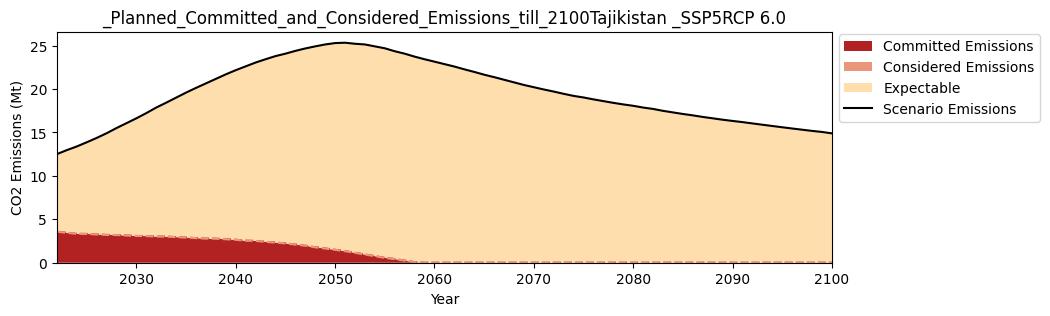 _Planned_Committed_and_Considered_Emissions_till_2100Tajikistan _SSP5RCP 6.0
25
20
15
10
5
0
CO2 Emissions (Mt)
2030 2040 2050 2060 2070 2080 2090 2100
Year
Committed Emissions
Considered Emissions
Expectable
Scenario Emissions